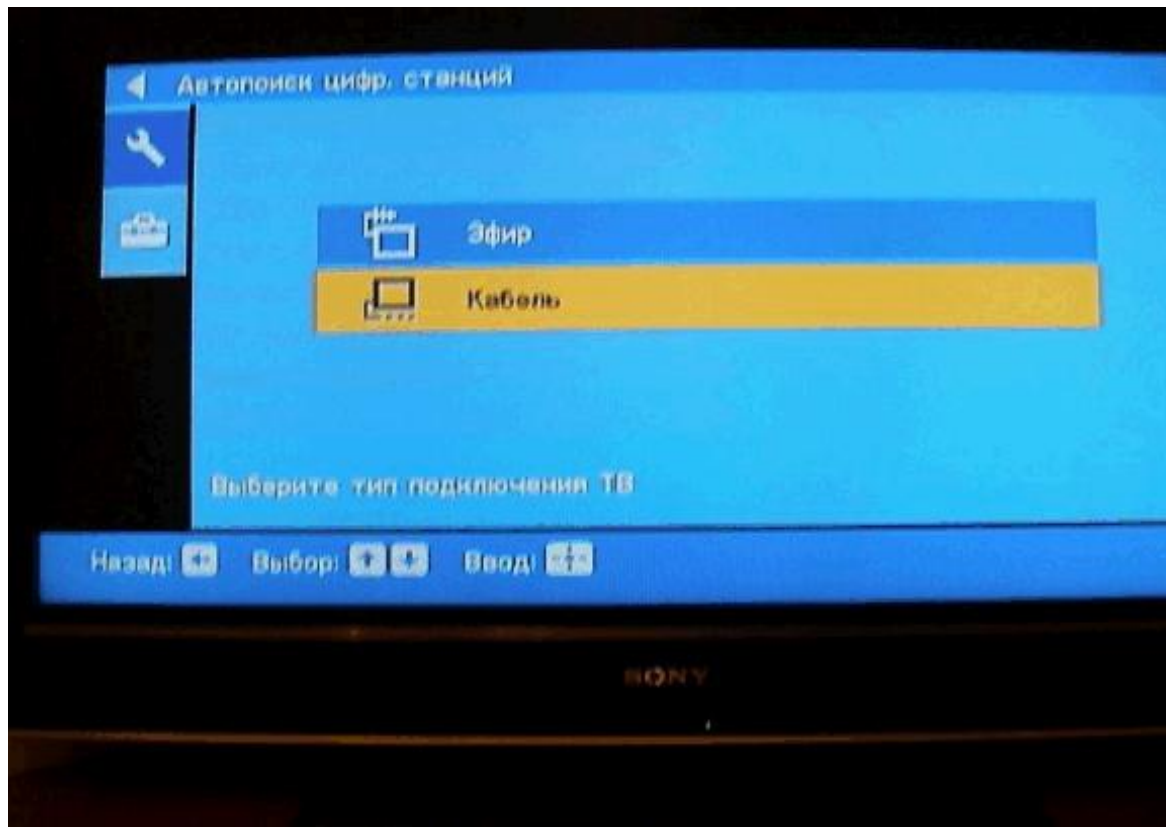 Автопоиск цифр. станций
Эфир
Кабель
Выберите тип подключения ТВ
Назад: Выбор: Ввод:
SONY